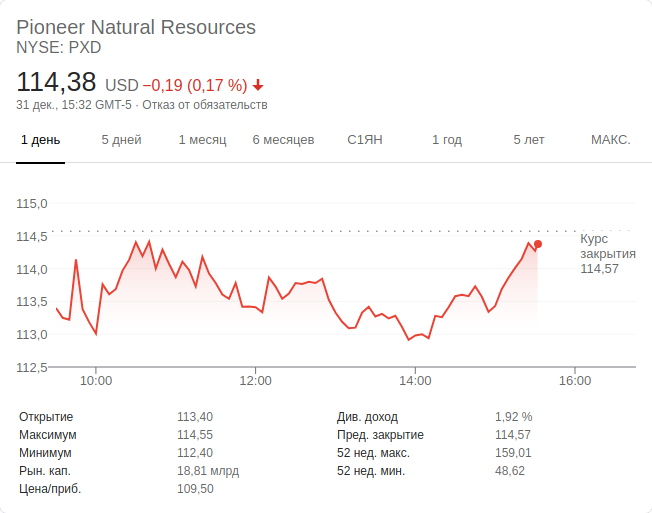 Pioneer Natural Resources
NYSE: PXD
114,38 USD −0,19 (0,17 %)
31 дек., 15:32 GMT-5 · Отказ от обязательств
1 день 5 дней 1 месяц 6 месяцев С1ЯН 1 год 5 лет МАКС.
115,0
114,5
114,0
113,5
113,0
112,5
Курс
закрытия
114,57
10:00 12:00 14:00 16:00
Открытие 113,40 Див. доход 1,92 %
Максимум 114,55 Пред. закрытие 114,57
Минимум 112,40 52 нед. макс. 159,01
Рын. кап. 18,81 млрд 52 нед. мин. 48,62
Цена/приб. 109,50